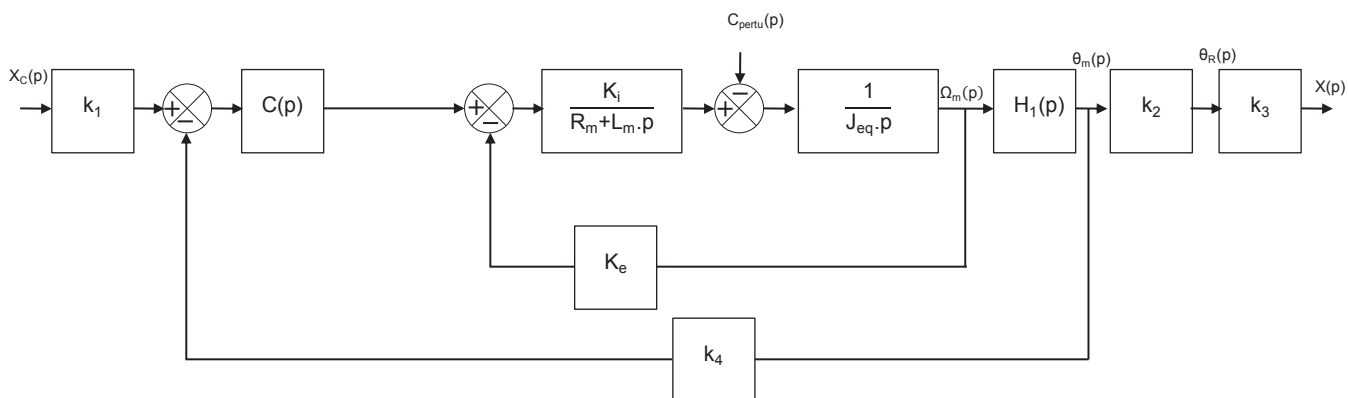 C_pertu(p)
X_C(p)
k_1
+
−
C(p)
+
−
K_i
R_m+L_m.p
+
−
1
J_eq.p
Ω_m(p)
H_1(p)
θ_m(p)
k_2
θ_R(p)
k_3
X(p)
K_e
k_4